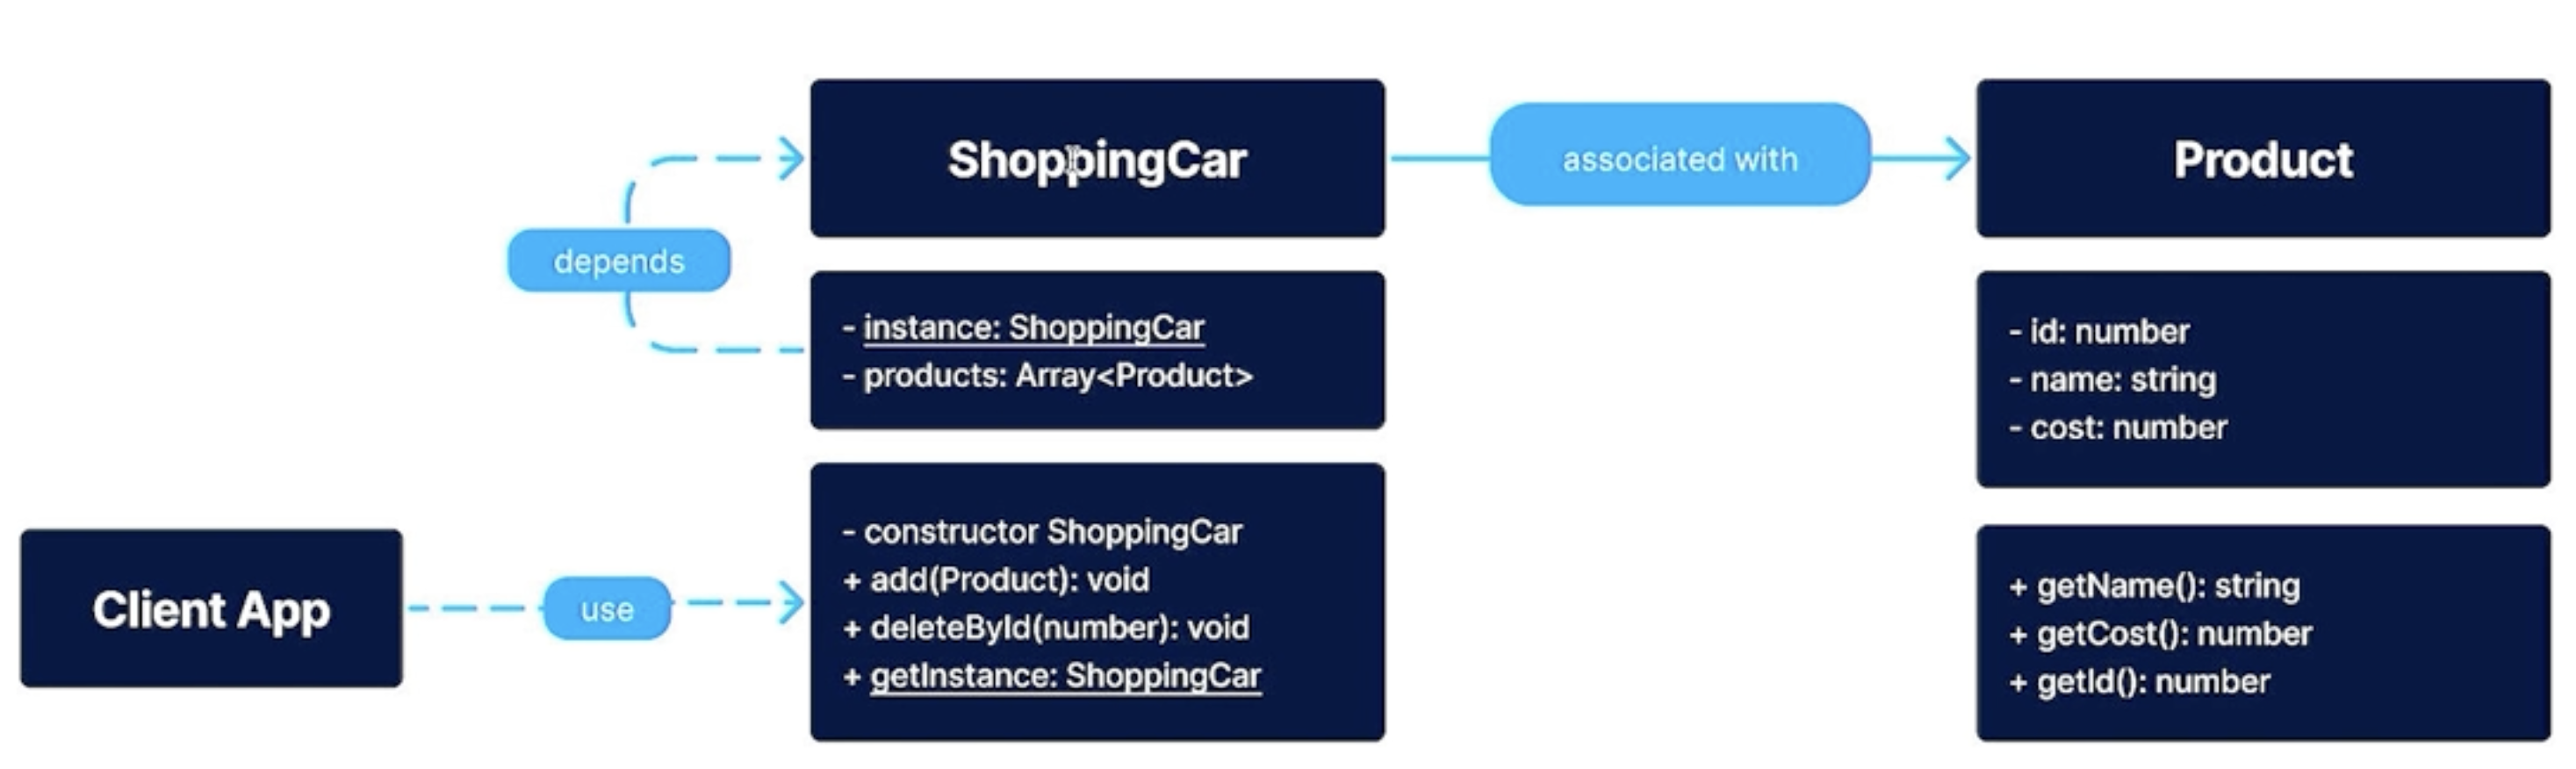 ShoppingCar
associated with
Product
depends
- instance: ShoppingCar
- products: Array<Product>
- id: number
- name: string
- cost: number
Client App
use
- constructor ShoppingCar
+ add(Product): void
+ deleteById(number): void
+ getInstance: ShoppingCar
+ getName(): string
+ getCost(): number
+ getId(): number